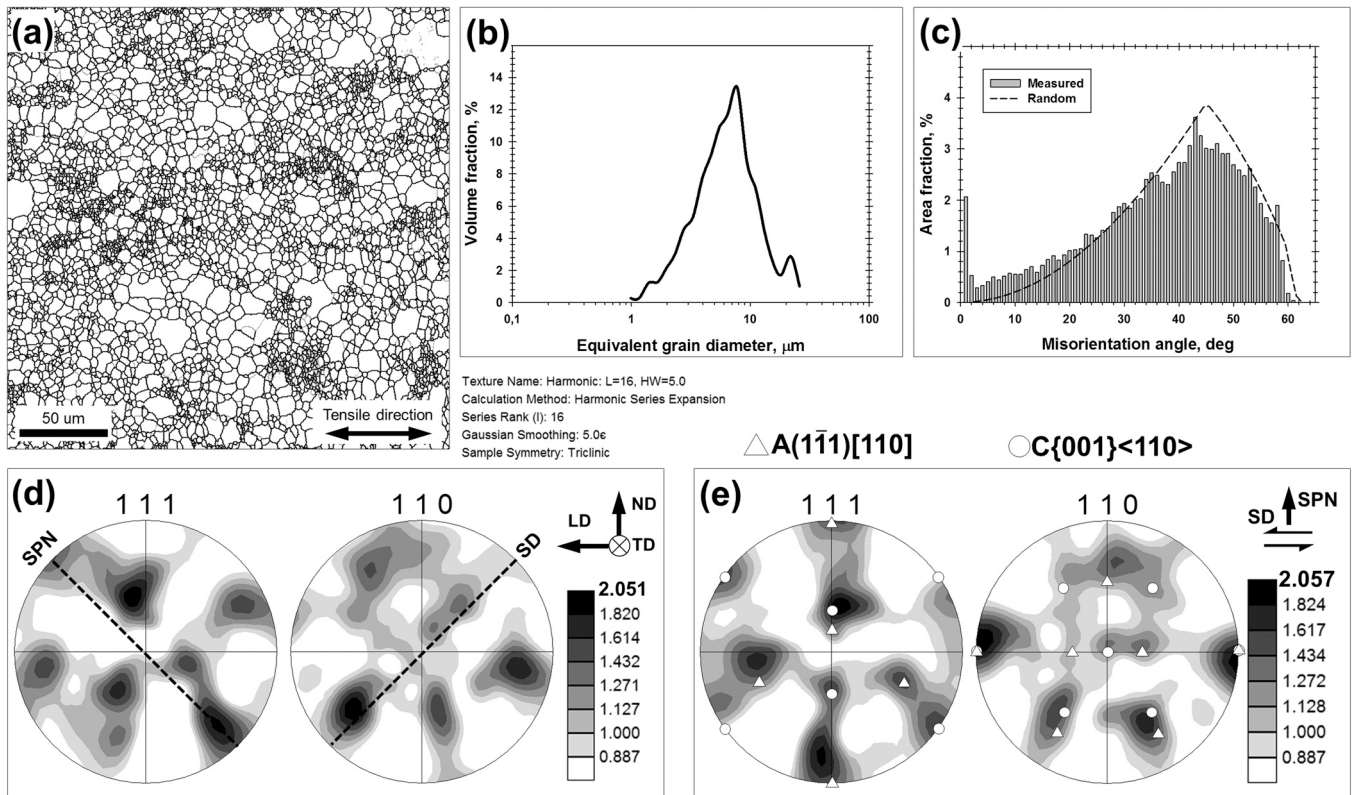 (a)
50 um
Tensile direction
(b)
Volume fraction, %
14
12
10
8
6
4
2
0
0,1
1
10
100
Equivalent grain diameter, μm
(c)
Area fraction, %
4
3
2
1
0
Measured
Random
0
10
20
30
40
50
60
Misorientation angle, deg
Texture Name: Harmonic: L=16, HW=5.0
Calculation Method: Harmonic Series Expansion
Series Rank (l): 16
Gaussian Smoothing: 5.0є
Sample Symmetry: Triclinic
A(11̄1)[110]
C{001}<110>
(d)
1 1 1
1 1 0
SPN
SD
ND
LD
TD
2.051
1.820
1.614
1.432
1.271
1.127
1.000
0.887
(e)
1 1 1
1 1 0
SPN
SD
2.057
1.824
1.617
1.434
1.272
1.128
1.000
0.887